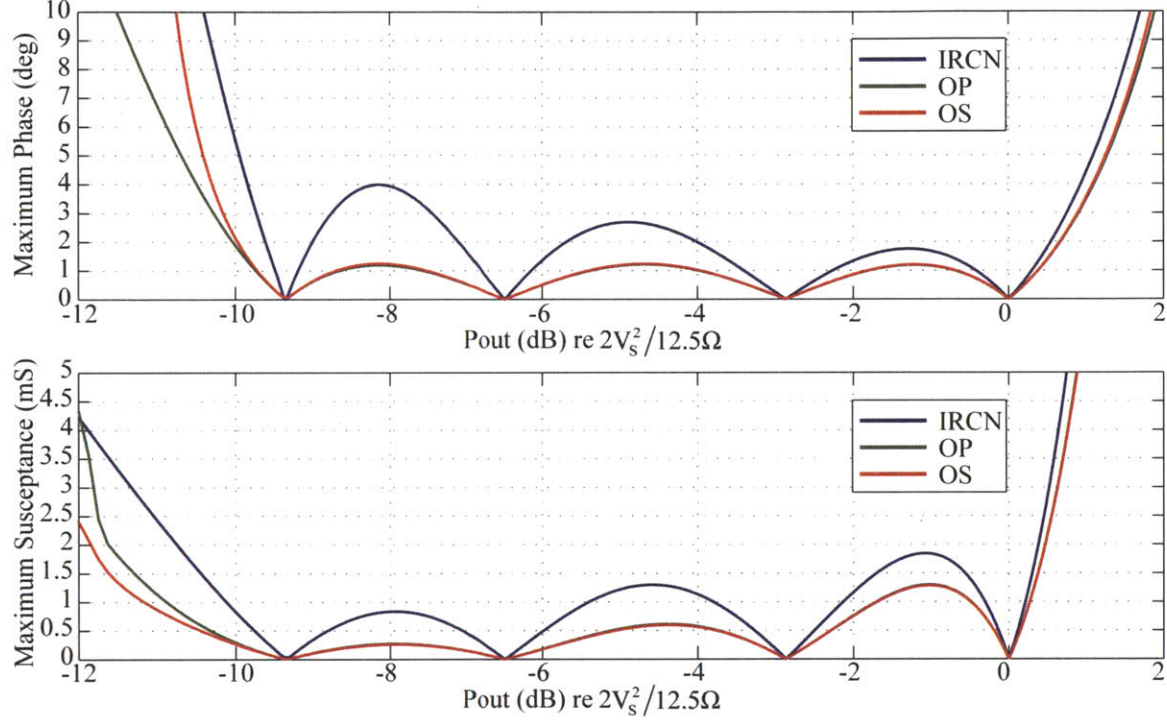 10
9
8
7
6
5
4
3
2
1
0
Maximum Phase (deg)
IRCN
OP
OS
-12 -10 -8 -6 -4 -2 0 2
Pout (dB) re 2V_s^2/12.5Ω
5
4.5
4
3.5
3
2.5
2
1.5
1
0.5
0
Maximum Susceptance (mS)
IRCN
OP
OS
-12 -10 -8 -6 -4 -2 0 2
Pout (dB) re 2V_s^2/12.5Ω